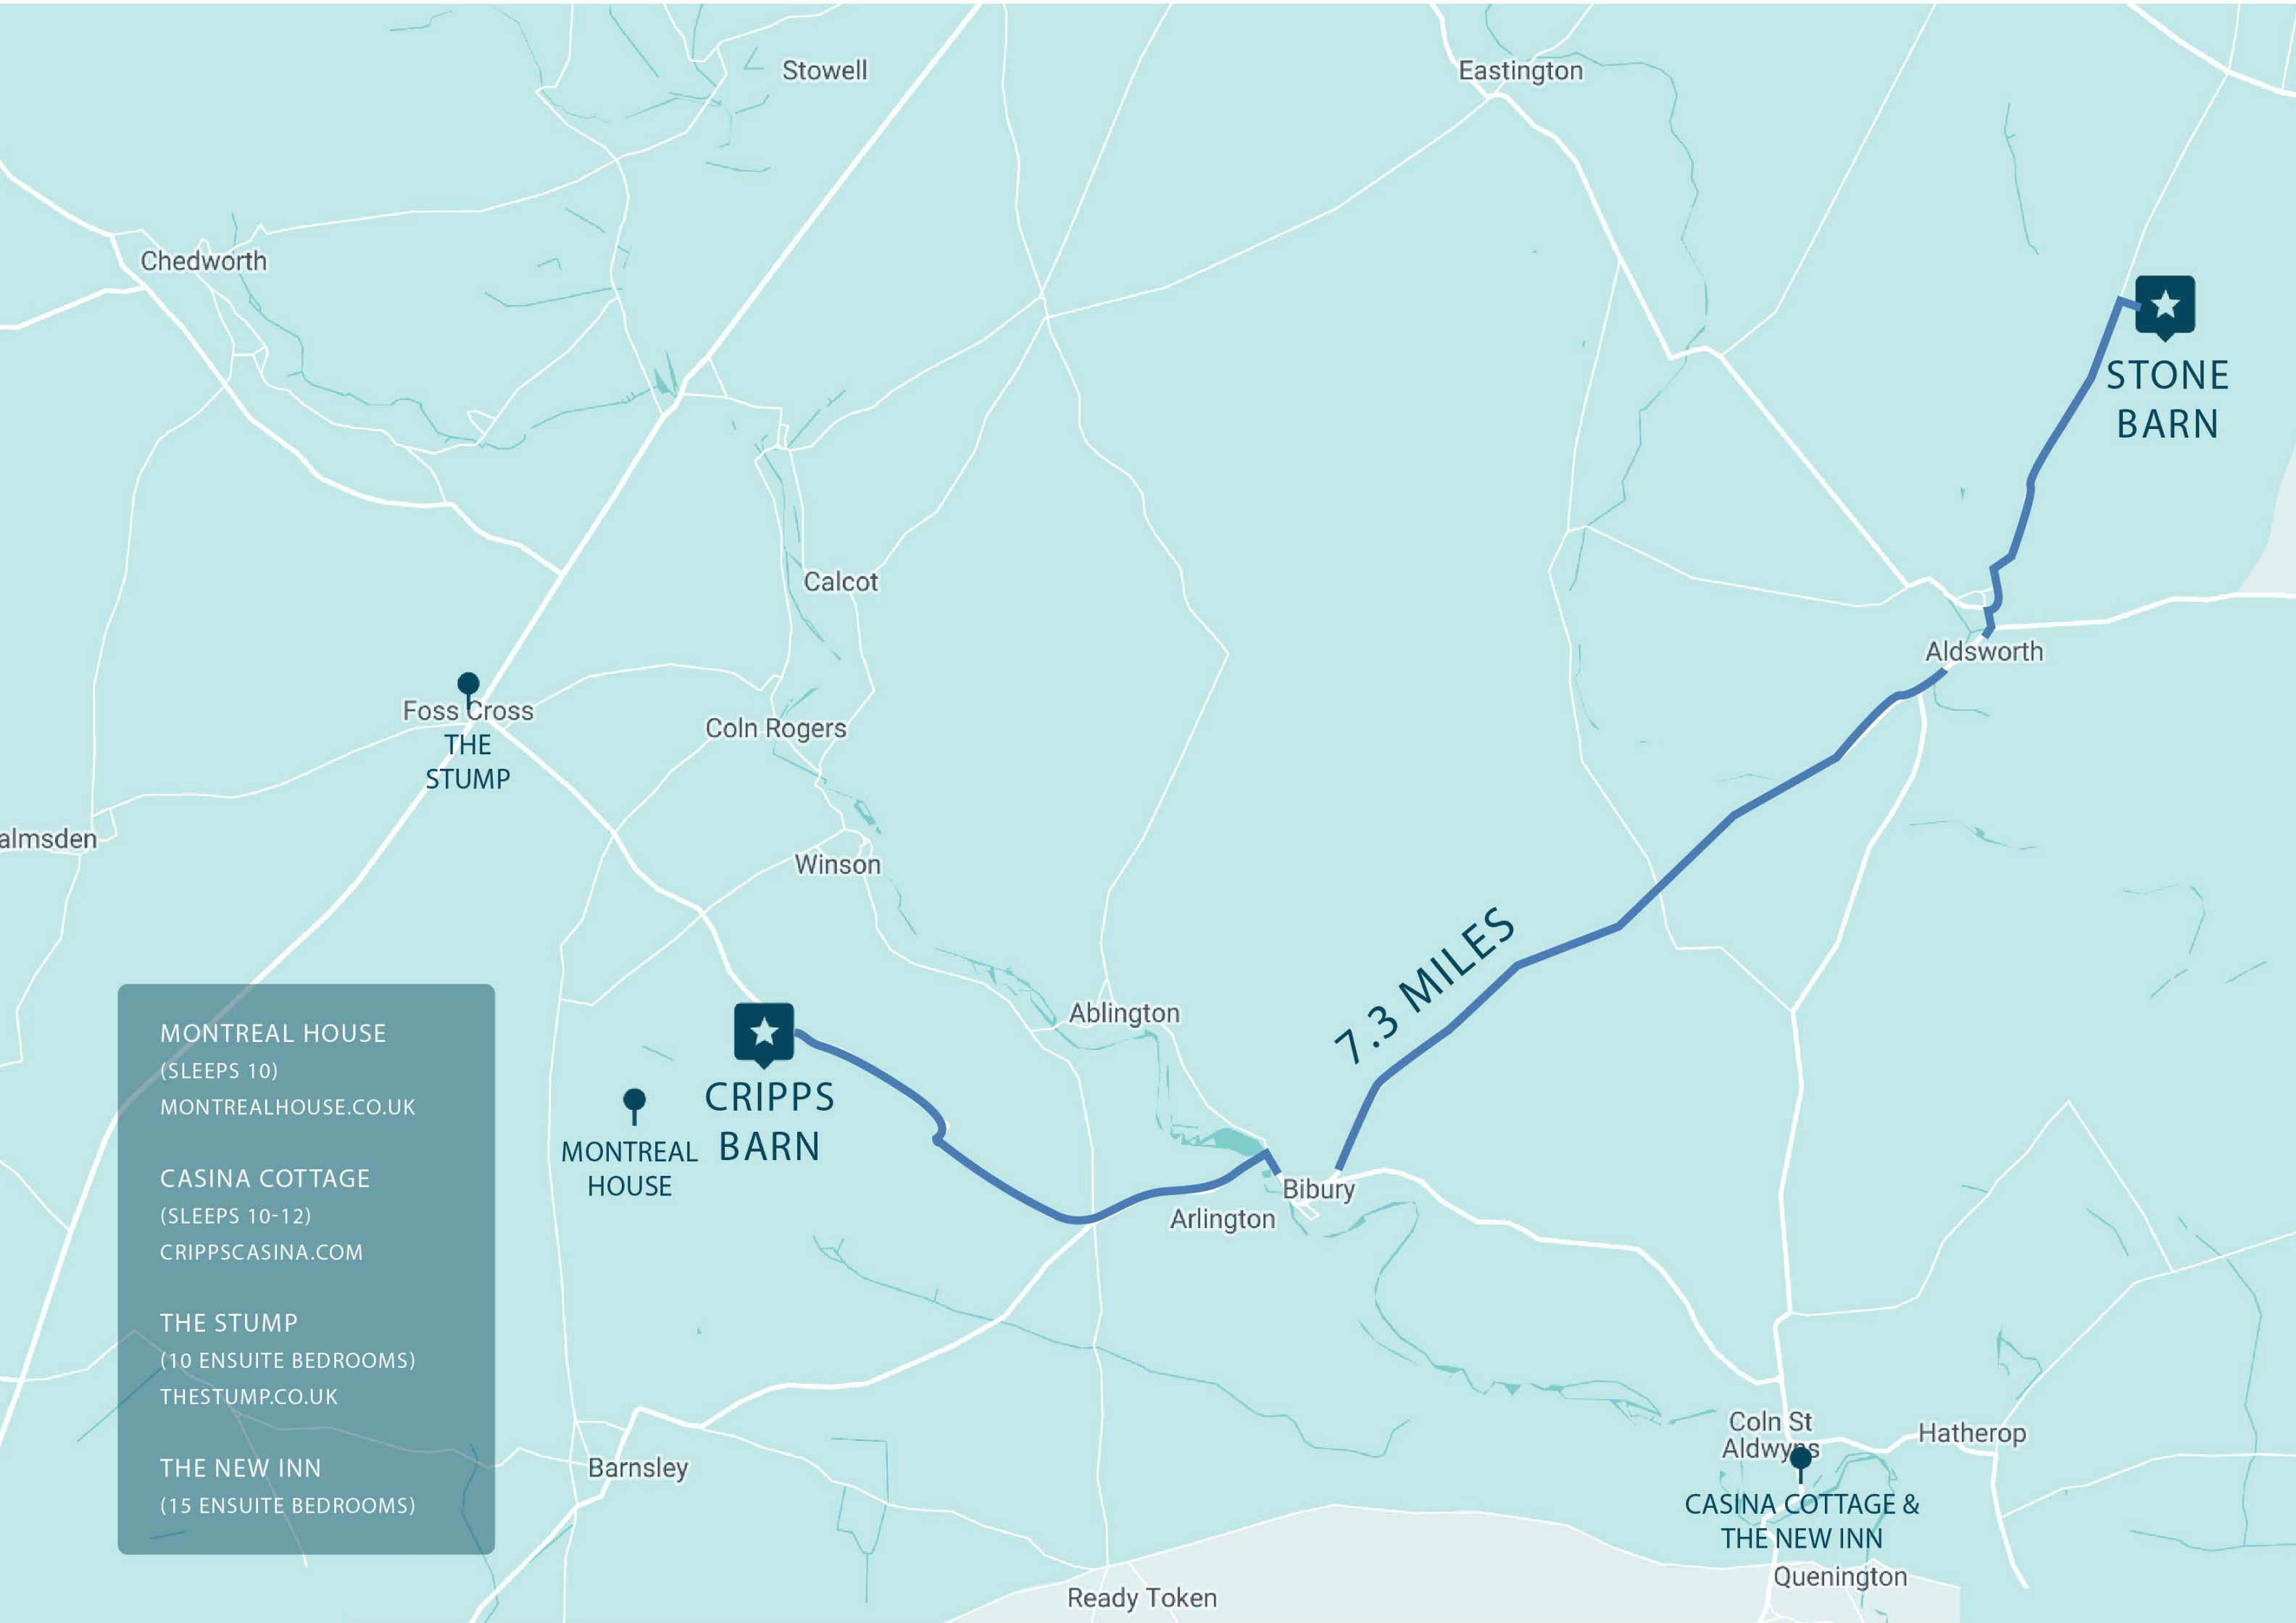 Stowell
Eastington
Chedworth
STONE
BARN
Calcot
Aldsworth
Foss Cross
THE
STUMP
Coln Rogers
almsden
Winson
7.3 MILES
Ablington
CRIPPS
BARN
MONTREAL
HOUSE
Bibury
Arlington
MONTREAL HOUSE
(SLEEPS 10)
MONTREALHOUSE.CO.UK
CASINA COTTAGE
(SLEEPS 10-12)
CRIPPSCASINA.COM
THE STUMP
(10 ENSUITE BEDROOMS)
THESTUMP.CO.UK
THE NEW INN
(15 ENSUITE BEDROOMS)
Barnsley
Coln St
Aldwyns
Hatherop
CASINA COTTAGE &
THE NEW INN
Quenington
Ready Token